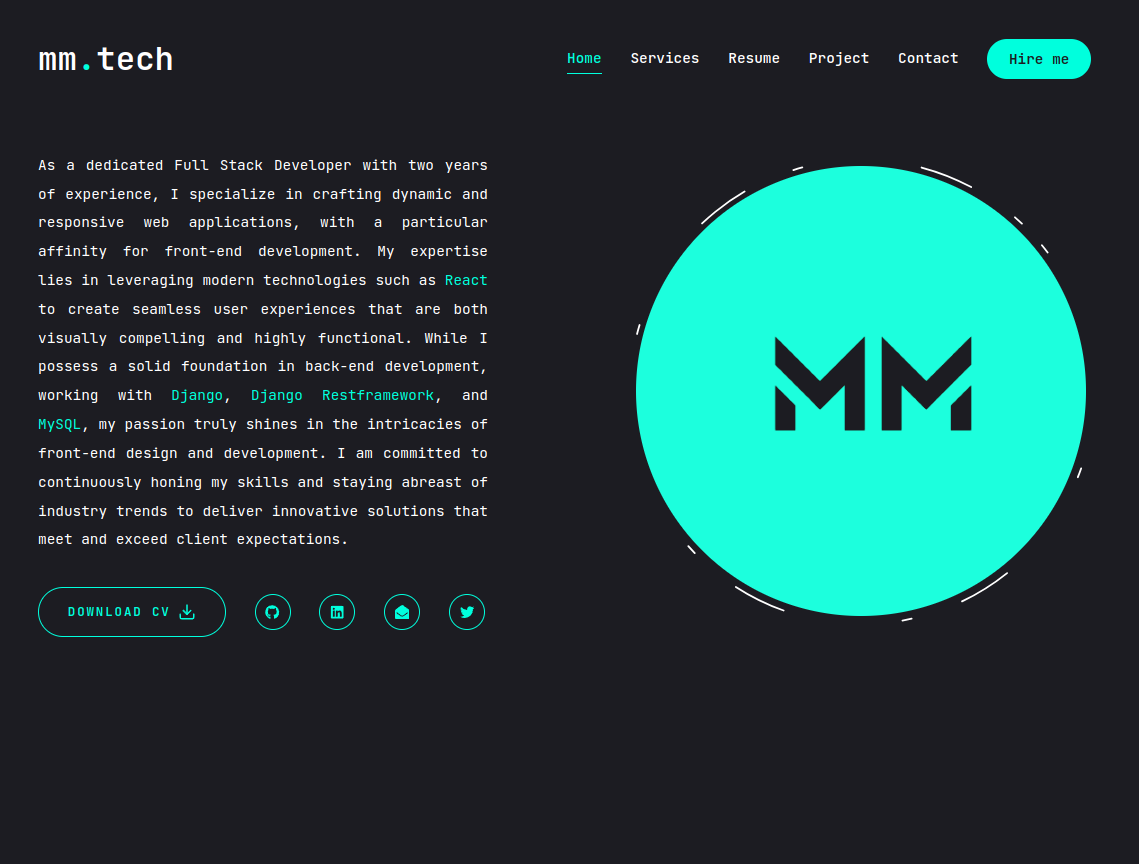 mm.tech
Home Services Resume Project Contact Hire me
As a dedicated Full Stack Developer with two years
of experience, I specialize in crafting dynamic and
responsive web applications, with a particular
affinity for front-end development. My expertise
lies in leveraging modern technologies such as React
to create seamless user experiences that are both
visually compelling and highly functional. While I
possess a solid foundation in back-end development,
working with Django, Django Restframework, and
MySQL, my passion truly shines in the intricacies of
front-end design and development. I am committed to
continuously honing my skills and staying abreast of
industry trends to deliver innovative solutions that
meet and exceed client expectations.
MM
DOWNLOAD CV
in